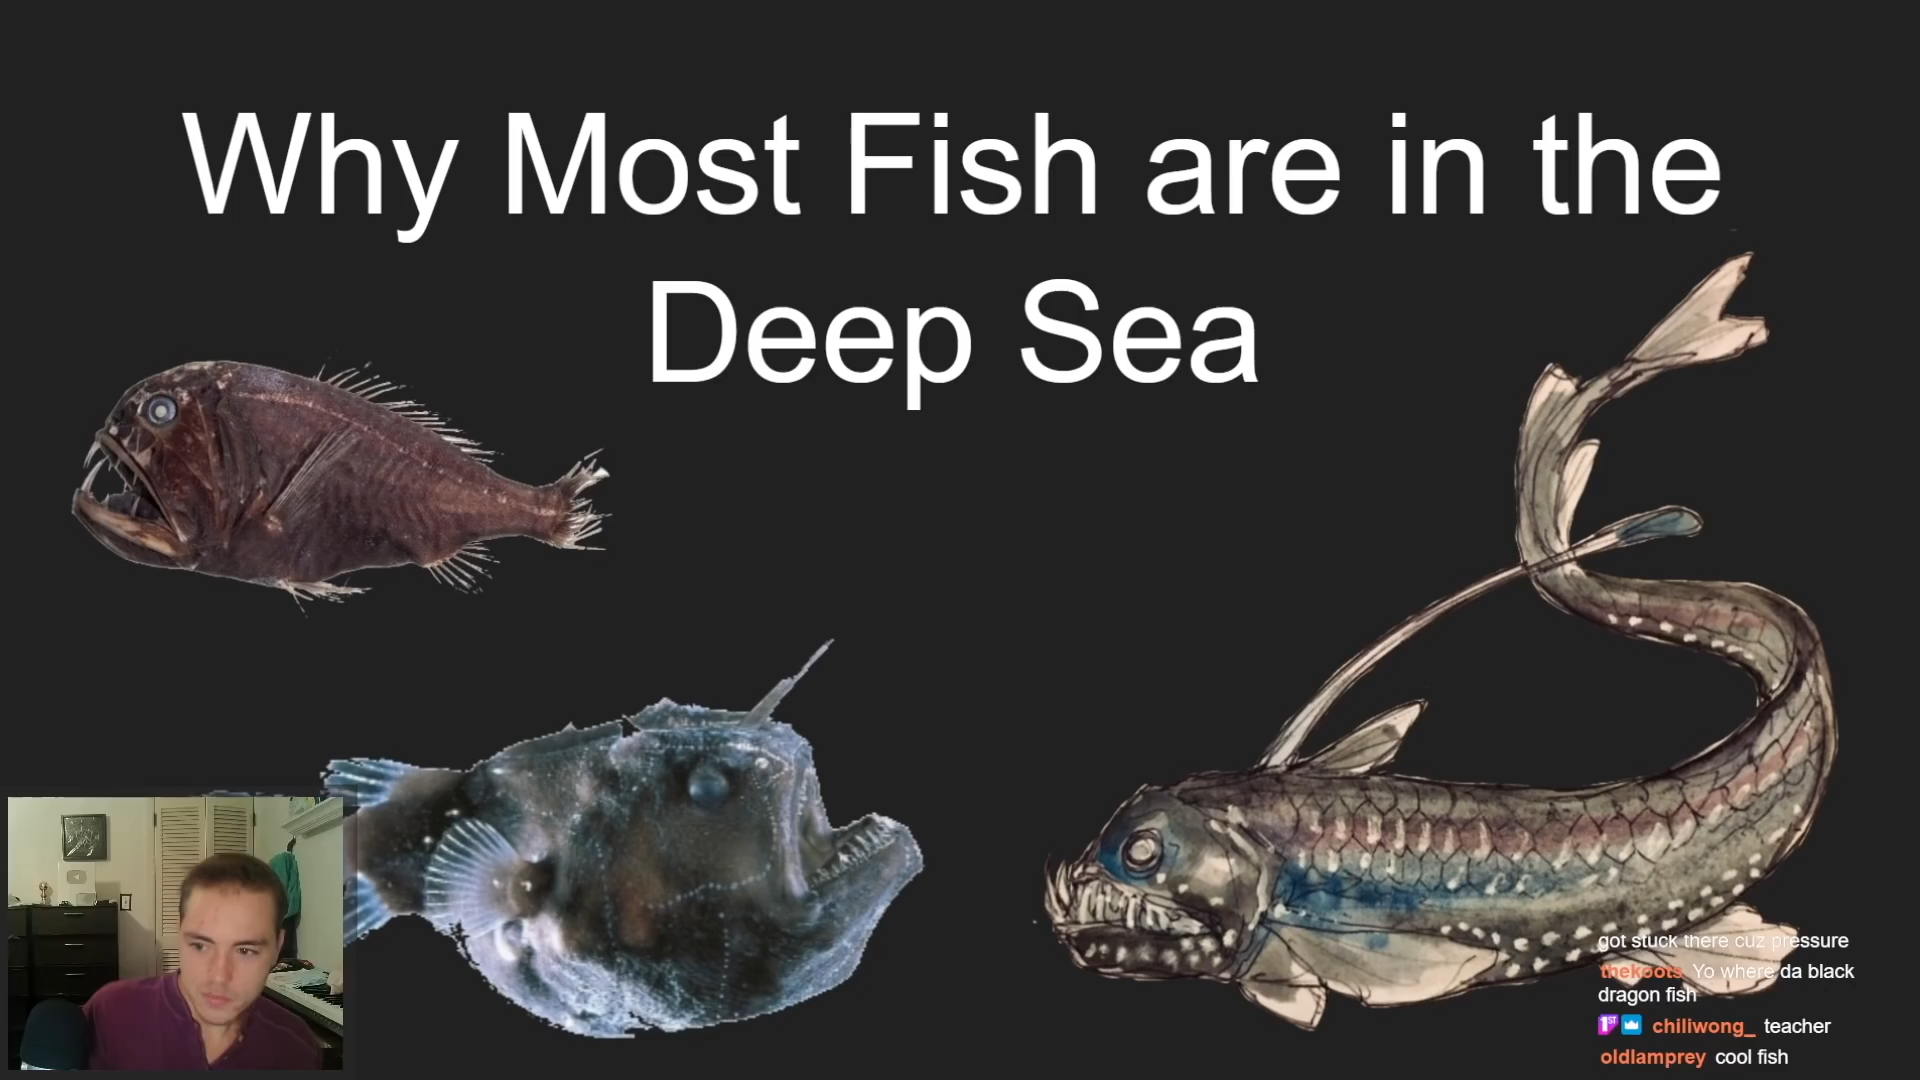 Why Most Fish are in the
Deep Sea
got stuck there cuz pressure
thekoots Yo where da black
dragon fish
1ST chiliwong_ teacher
oldlamprey cool fish